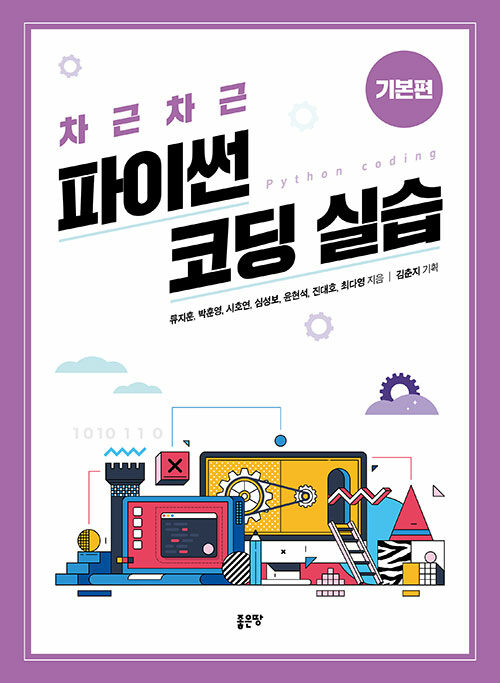 기본편
차근차근
파이썬
Python coding
코딩 실습
류지훈, 박훈영, 시호연, 심성보, 윤현석, 진대호, 최다영 지음 | 김춘지 기획
1010 11 0
좋은땅